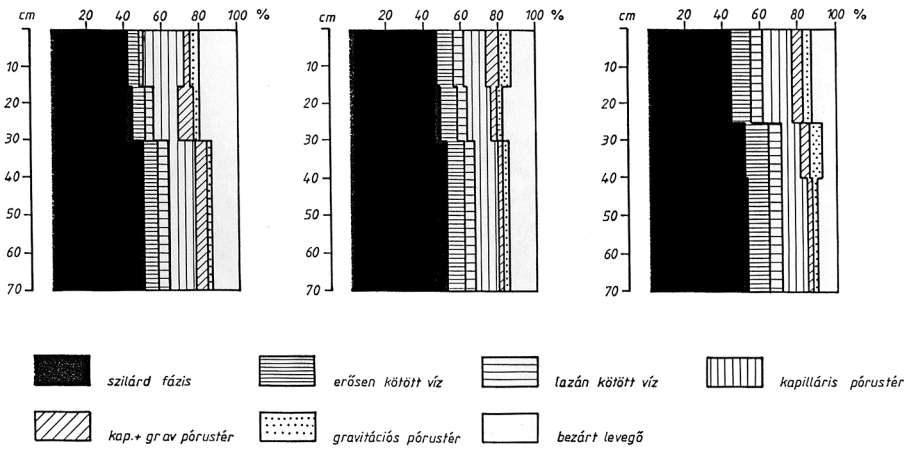 cm 20 40 60 80 100 %
10
20
30
40
50
60
70
cm 20 40 60 80 100 %
10
20
30
40
50
60
70
cm 20 40 60 80 100 %
10
20
30
40
50
60
70
szilárd fázis
erősen kötött víz
lazán kötött víz
kapilláris pórustér
kap.+ grav pórustér
gravitációs pórustér
bezárt levegő